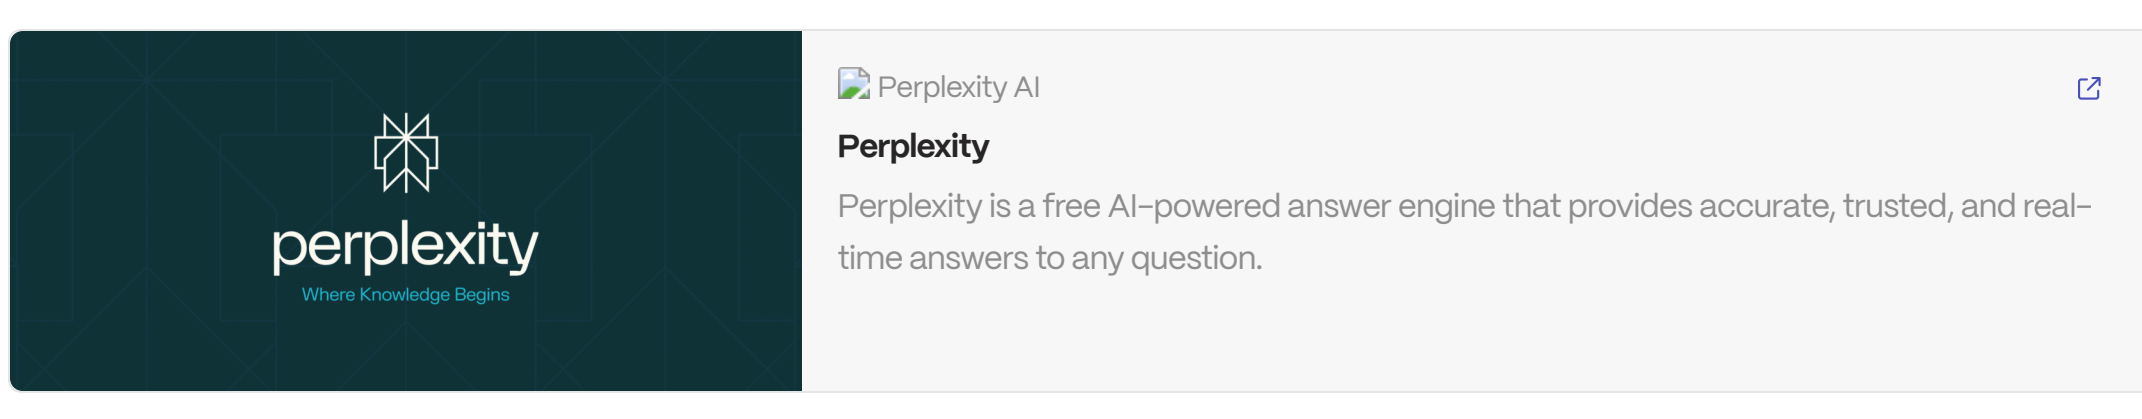 perplexity
Where Knowledge Begins
Perplexity AI
Perplexity
Perplexity is a free AI-powered answer engine that provides accurate, trusted, and real-
time answers to any question.